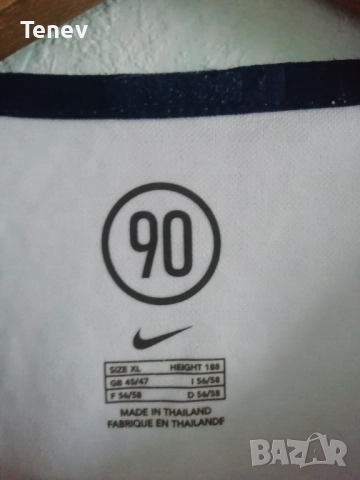 Tenev
90
SIZE XL HEIGHT 188
GB 45/47 I 56/58
F 56/58 D 56/58
MADE IN THAILAND
FABRIQUE EN THAILANDE
BAZAR